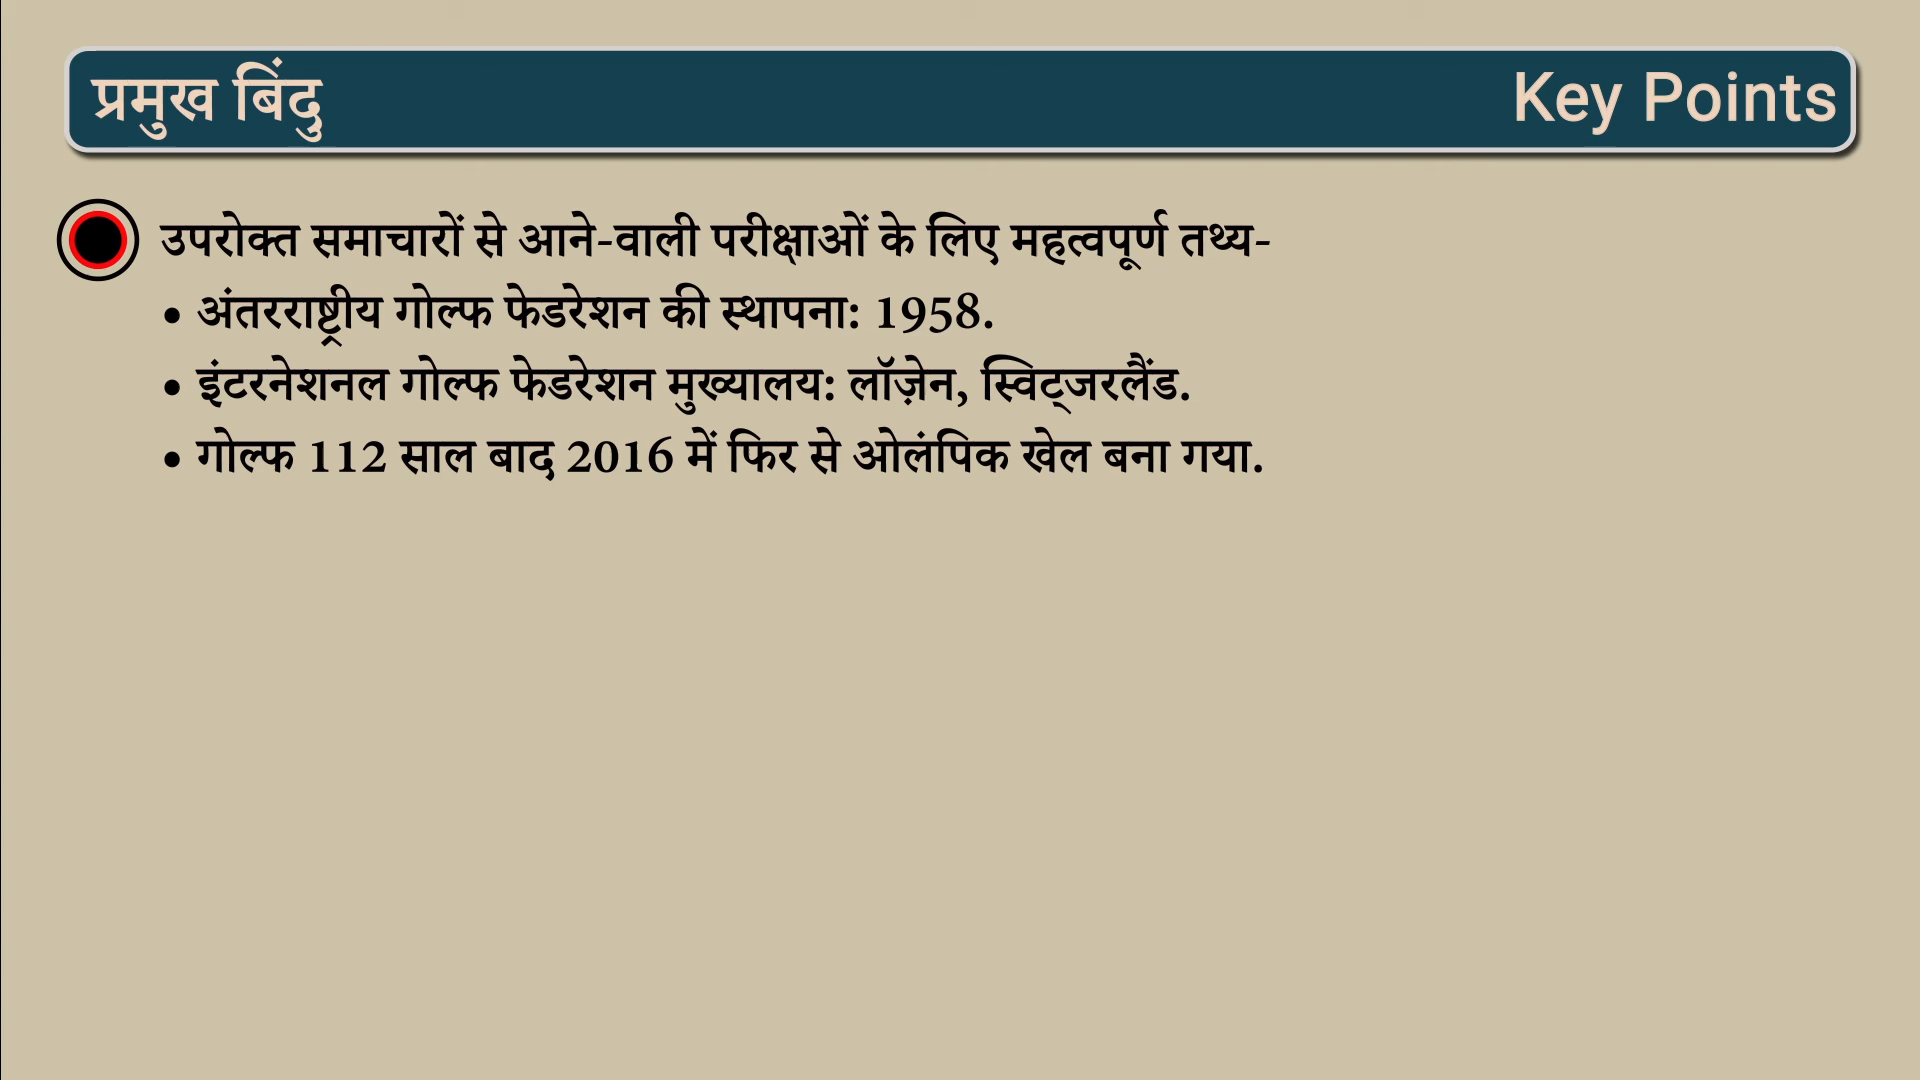 प्रमुख बिंदु Key Points
उपरोक्त समाचारों से आने-वाली परीक्षाओं के लिए महत्वपूर्ण तथ्य-
• अंतरराष्ट्रीय गोल्फ फेडरेशन की स्थापना: 1958.
• इंटरनेशनल गोल्फ फेडरेशन मुख्यालय: लॉज़ेन, स्विट्जरलैंड.
• गोल्फ 112 साल बाद 2016 में फिर से ओलंपिक खेल बना गया.